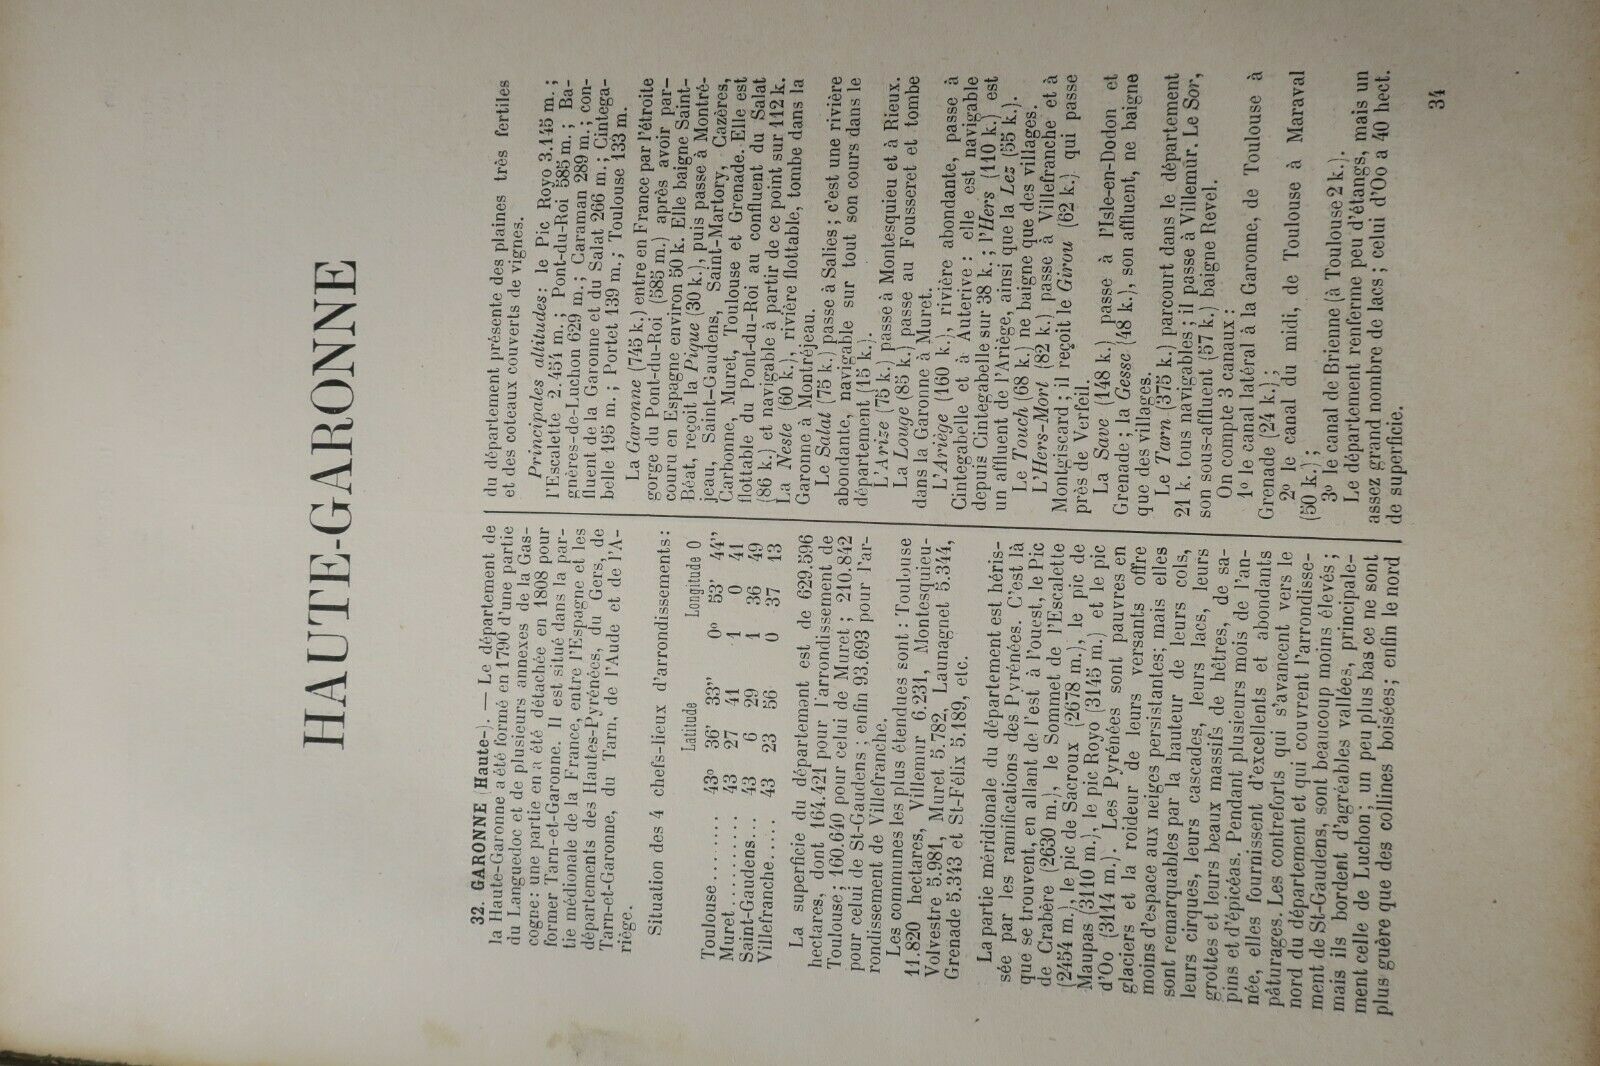 HAUTE-GARONNE
32. GARONNE (Haute-). — Le département de
la Haute-Garonne a été formé en 1790 d'une partie
du Languedoc et de plusieurs annexes de la Gas-
cogne : une partie en a été détachée en 1808 pour
former Tarn-et-Garonne. Il est situé dans la par-
tie médionale de la France, entre l'Espagne et les
départements des Hautes-Pyrénées, du Gers, de
Tarn-et-Garonne, du Tarn, de l'Aude et de l'A-
riège.
Situation des 4 chefs-lieux d'arrondissements :
Latitude Longitude O
Toulouse........ 43º 36' 33" 0º 53' 44"
Muret.......... 43 27 41 1 0 41
Saint-Gaudens.... 43 6 29 1 36 49
Villefranche..... 43 23 56 0 37 13
La superficie du département est de 629.596
hectares, dont 164.421 pour l'arrondissement de
Toulouse ; 160.640 pour celui de Muret ; 210.842
pour celui de St-Gaudens ; enfin 93.693 pour l'ar-
rondissement de Villefranche.
Les communes les plus étendues sont : Toulouse
11.820 hectares, Villemur 6.231, Montesquieu-
Volvestre 5.981, Muret 5.782, Launagnet 5.344,
Grenade 5.343 et St-Félix 5.189, etc.
La partie méridionale du département est héris-
sée par les ramifications des Pyrénées. C'est là
que se trouvent, en allant de l'est à l'ouest, le Pic
de Crabère (2630 m.), le Sommet de l'Escalette
(2454 m.), le pic de Sacroux (2678 m.), le pic de
Maupas (3110 m.), le pic Royo (3145 m.) et le pic
d'Oo (3114 m.). Les Pyrénées sont pauvres en
glaciers et la roideur de leurs versants offre
moins d'espace aux neiges persistantes; mais elles
sont remarquables par la hauteur de leurs cols,
leurs cirques, leurs cascades, leurs lacs, leurs
grottes et leurs beaux massifs de hêtres, de sa-
pins et d'épicéas. Pendant plusieurs mois de l'an-
née, elles fournissent d'excellents et abondants
pâturages. Les contreforts qui s'avancent vers le
nord du département et qui couvrent l'arrondisse-
ment de St-Gaudens, sont beaucoup moins élevés ;
mais ils bordent d'agréables vallées, principale-
ment celle de Luchon ; un peu plus bas ce ne sont
plus guère que des collines boisées ; enfin le nord
du département présente des plaines très fertiles
et des coteaux couverts de vignes.
Principales altitudes : le Pic Royo 3.145 m. ;
l'Escalette 2.454 m. ; Pont-du-Roi 585 m. ; Ba-
gnères-de-Luchon 629 m. ; Caraman 289 m. ; con-
fluent de la Garonne et du Salat 266 m. ; Cintega-
belle 195 m. ; Portet 139 m. ; Toulouse 133 m.
La Garonne (745 k.) entre en France par l'étroite
gorge du Pont-du-Roi (585 m.) après avoir par-
couru en Espagne environ 50 k. Elle baigne Saint-
Béat, reçoit la Pique (30 k.), puis passe à Montré-
jeau, Saint-Gaudens, Saint-Martory, Cazères,
Carbonne, Muret, Toulouse et Grenade. Elle est
flottable du Pont-du-Roi au confluent du Salat
(86 k.) et navigable à partir de ce point sur 112 k.
La Neste (60 k.), rivière flottable, tombe dans la
Garonne à Montréjeau.
Le Salat (75 k.) passe à Salies ; c'est une rivière
abondante, navigable sur tout son cours dans le
département (15 k.).
L'Arize (75 k.) passe à Montesquieu et à Rieux.
La Louge (85 k.) passe au Fousseret et tombe
dans la Garonne à Muret.
L'Ariège (160 k.), rivière abondante, passe à
Cintegabelle et à Auterive : elle est navigable
depuis Cintegabelle sur 38 k. ; l'Hers (110 k.) est
un affluent de l'Ariège, ainsi que la Lez (55 k.).
Le Touch (68 k.) ne baigne que des villages.
L'Hers-Mort (82 k.) passe à Villefranche et à
Montgiscard ; il reçoit le Girou (62 k.) qui passe
près de Verfeil.
La Save (148 k.) passe à l'Isle-en-Dodon et
Grenade ; la Gesse (48 k.), son affluent, ne baigne
que des villages.
Le Tarn (375 k.) parcourt dans le département
21 k. tous navigables ; il passe à Villemur. Le Sor,
son sous-affluent (57 k.) baigne Revel.
On compte 3 canaux :
1º le canal latéral à la Garonne, de Toulouse à
Grenade (24 k.) ;
2º le canal du midi, de Toulouse à Maraval
(50 k.) ;
3º le canal de Brienne (à Toulouse 2 k.).
Le département renferme peu d'étangs, mais un
assez grand nombre de lacs ; celui d'Oo a 40 hect.
de superficie.
34